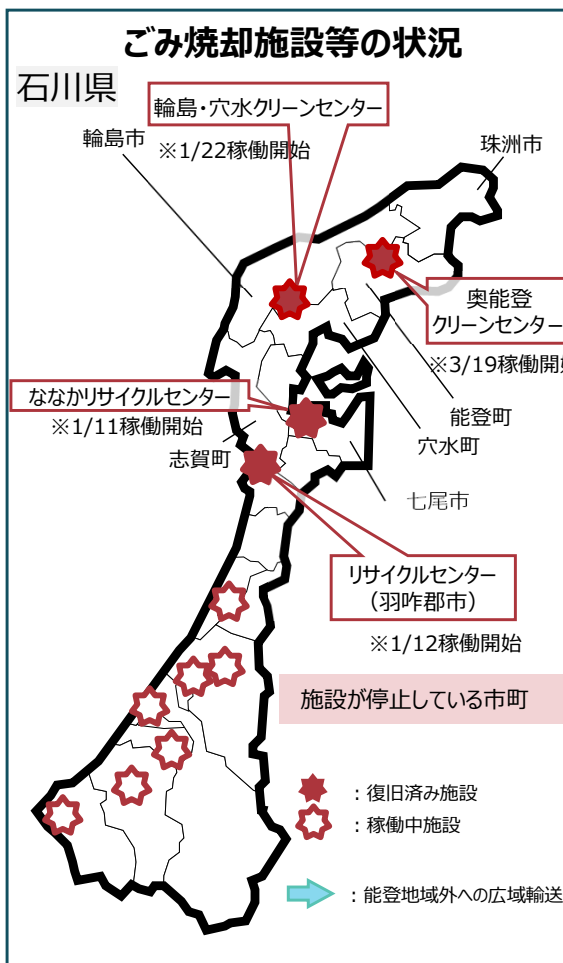 ごみ焼却施設等の状況
石川県
輪島・穴水クリーンセンター
※1/22稼働開始
輪島市
珠洲市
奥能登
クリーンセンター
※3/19稼働開始
ななかリサイクルセンター
※1/11稼働開始
能登町
穴水町
志賀町
七尾市
リサイクルセンター
（羽咋郡市）
※1/12稼働開始
施設が停止している市町
：復旧済み施設
：稼働中施設
：能登地域外への広域輸送